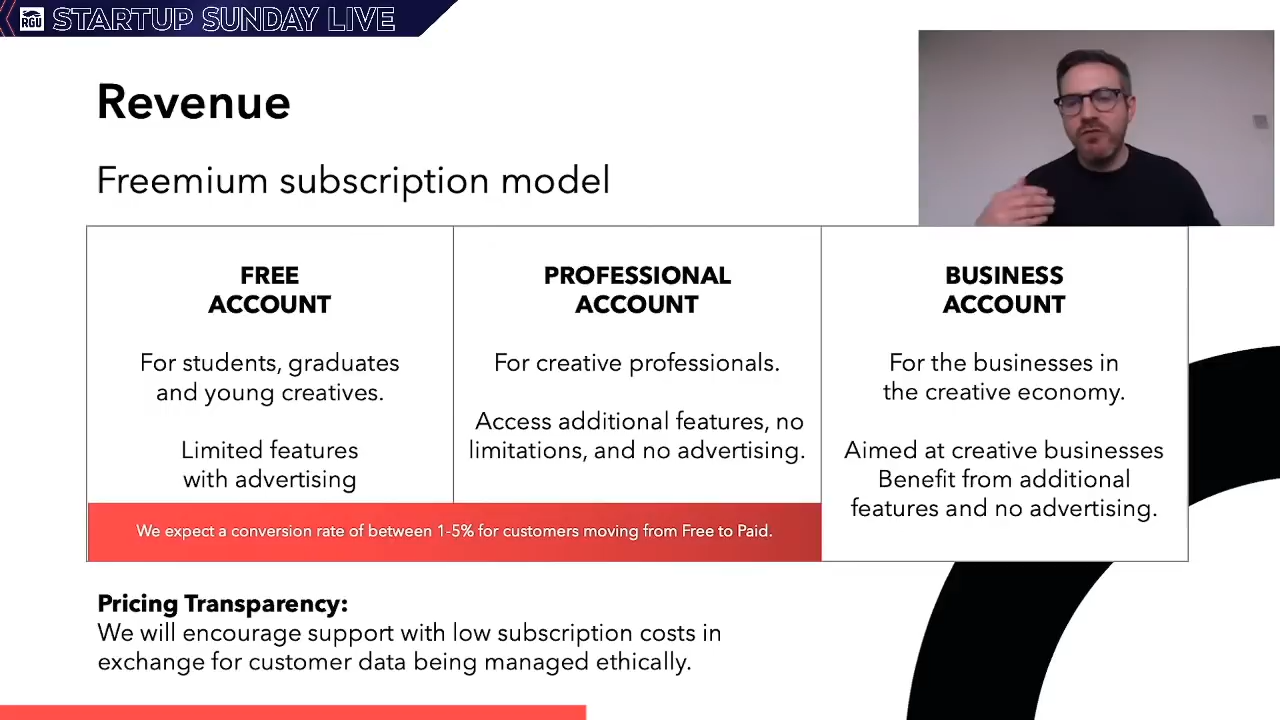 RGU STARTUP SUNDAY LIVE
Revenue
Freemium subscription model
FREE
ACCOUNT
For students, graduates
and young creatives.
Limited features
with advertising
PROFESSIONAL
ACCOUNT
For creative professionals.
Access additional features, no
limitations, and no advertising.
We expect a conversion rate of between 1-5% for customers moving from Free to Paid.
BUSINESS
ACCOUNT
For the businesses in
the creative economy.
Aimed at creative businesses
Benefit from additional
features and no advertising.
Pricing Transparency:
We will encourage support with low subscription costs in
exchange for customer data being managed ethically.